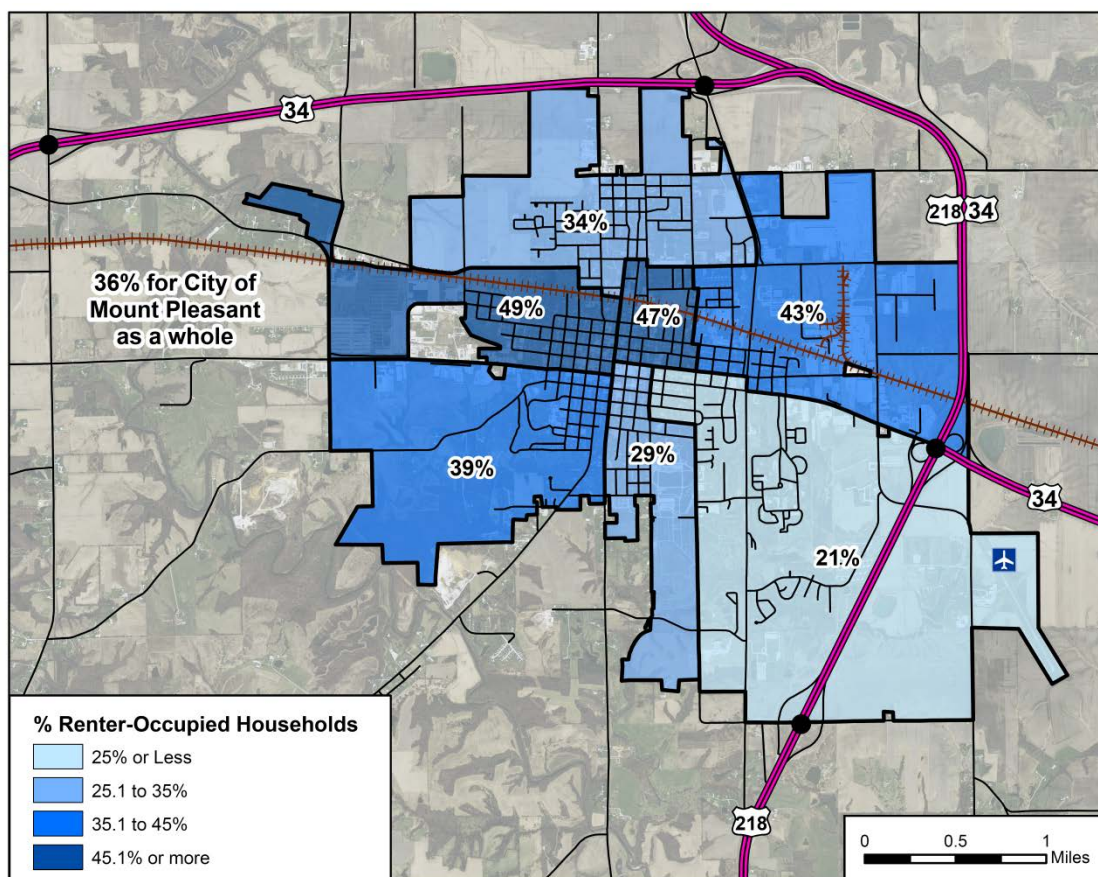 34
218 34
34%
36% for City of
Mount Pleasant
as a whole
49%
47%
43%
39%
29%
21%
34
218
% Renter-Occupied Households
25% or Less
25.1 to 35%
35.1 to 45%
45.1% or more
0 0.5 1
Miles